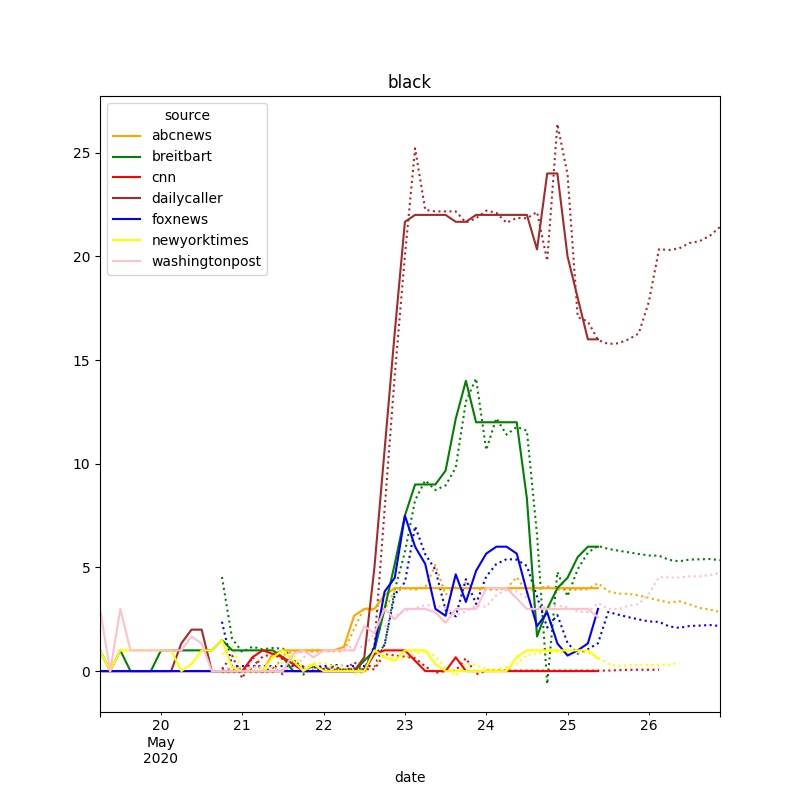 black
source
abcnews
breitbart
cnn
dailycaller
foxnews
newyorktimes
washingtonpost
25
20
15
10
5
0
20 21 22 23 24 25 26
May
2020
date